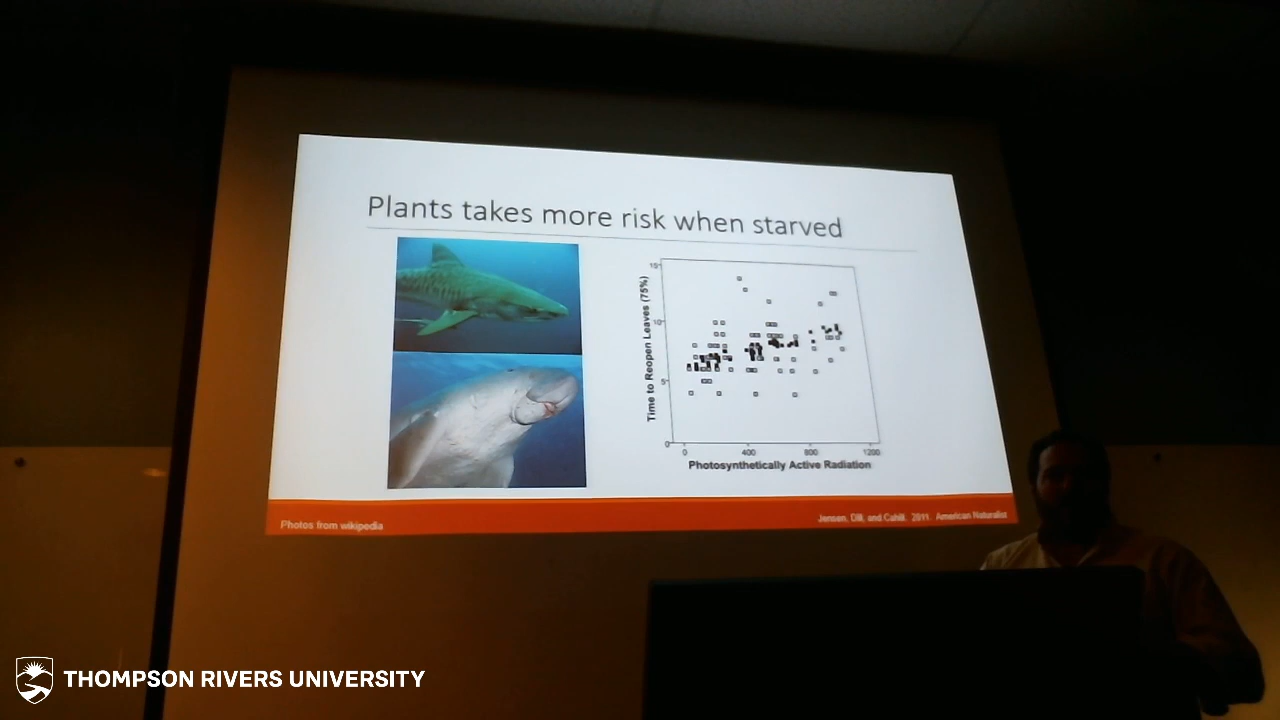 Plants takes more risk when starved
15
10
5
0
Time to Reopen Leaves (75%)
0 400 800 1200
Photosynthetically Active Radiation
Photos from wikipedia
Jensen, Dill, and Cahill. 2011. American Naturalist
THOMPSON RIVERS UNIVERSITY